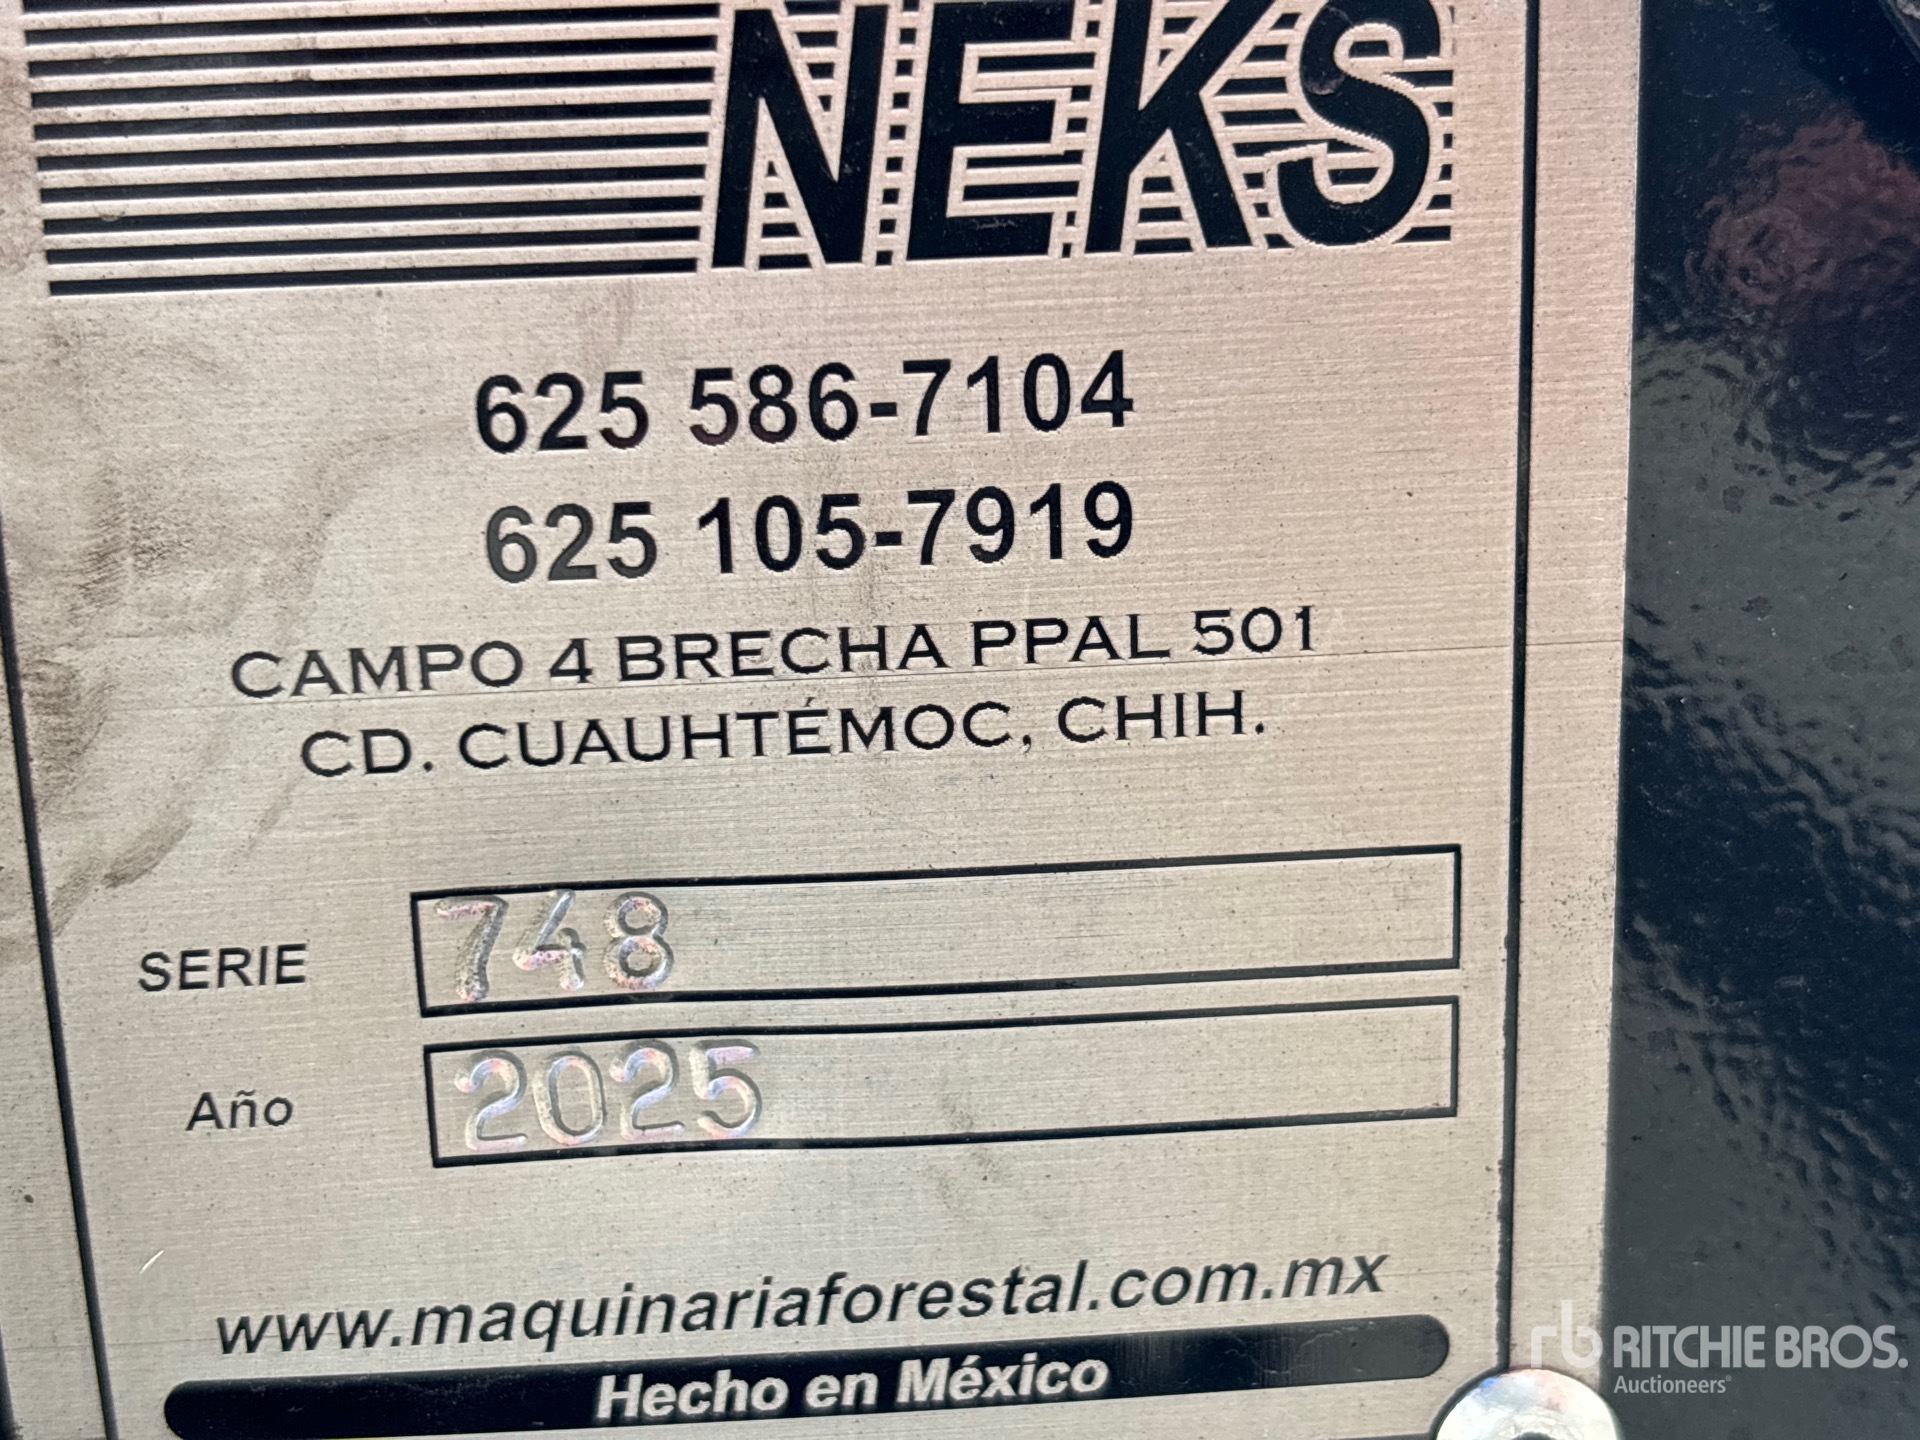 NEKS
625 586-7104
625 105-7919
CAMPO 4 BRECHA PPAL 501
CD. CUAUHTÉMOC, CHIH.
SERIE 748
Año 2025
www.maquinariaforestal.com.mx
Hecho en México
rb RITCHIE BROS.
Auctioneers